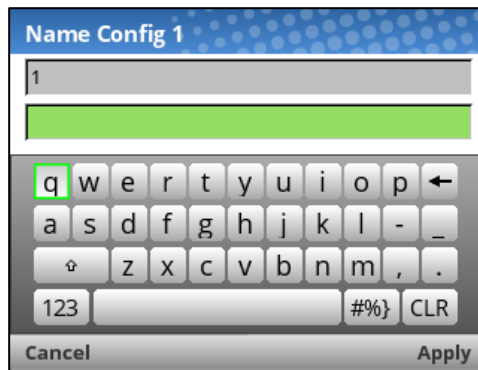 Name Config 1
1
q w e r t y u i o p ←
a s d f g h j k l - _
⇧ z x c v b n m , .
123 #%} CLR
Cancel Apply